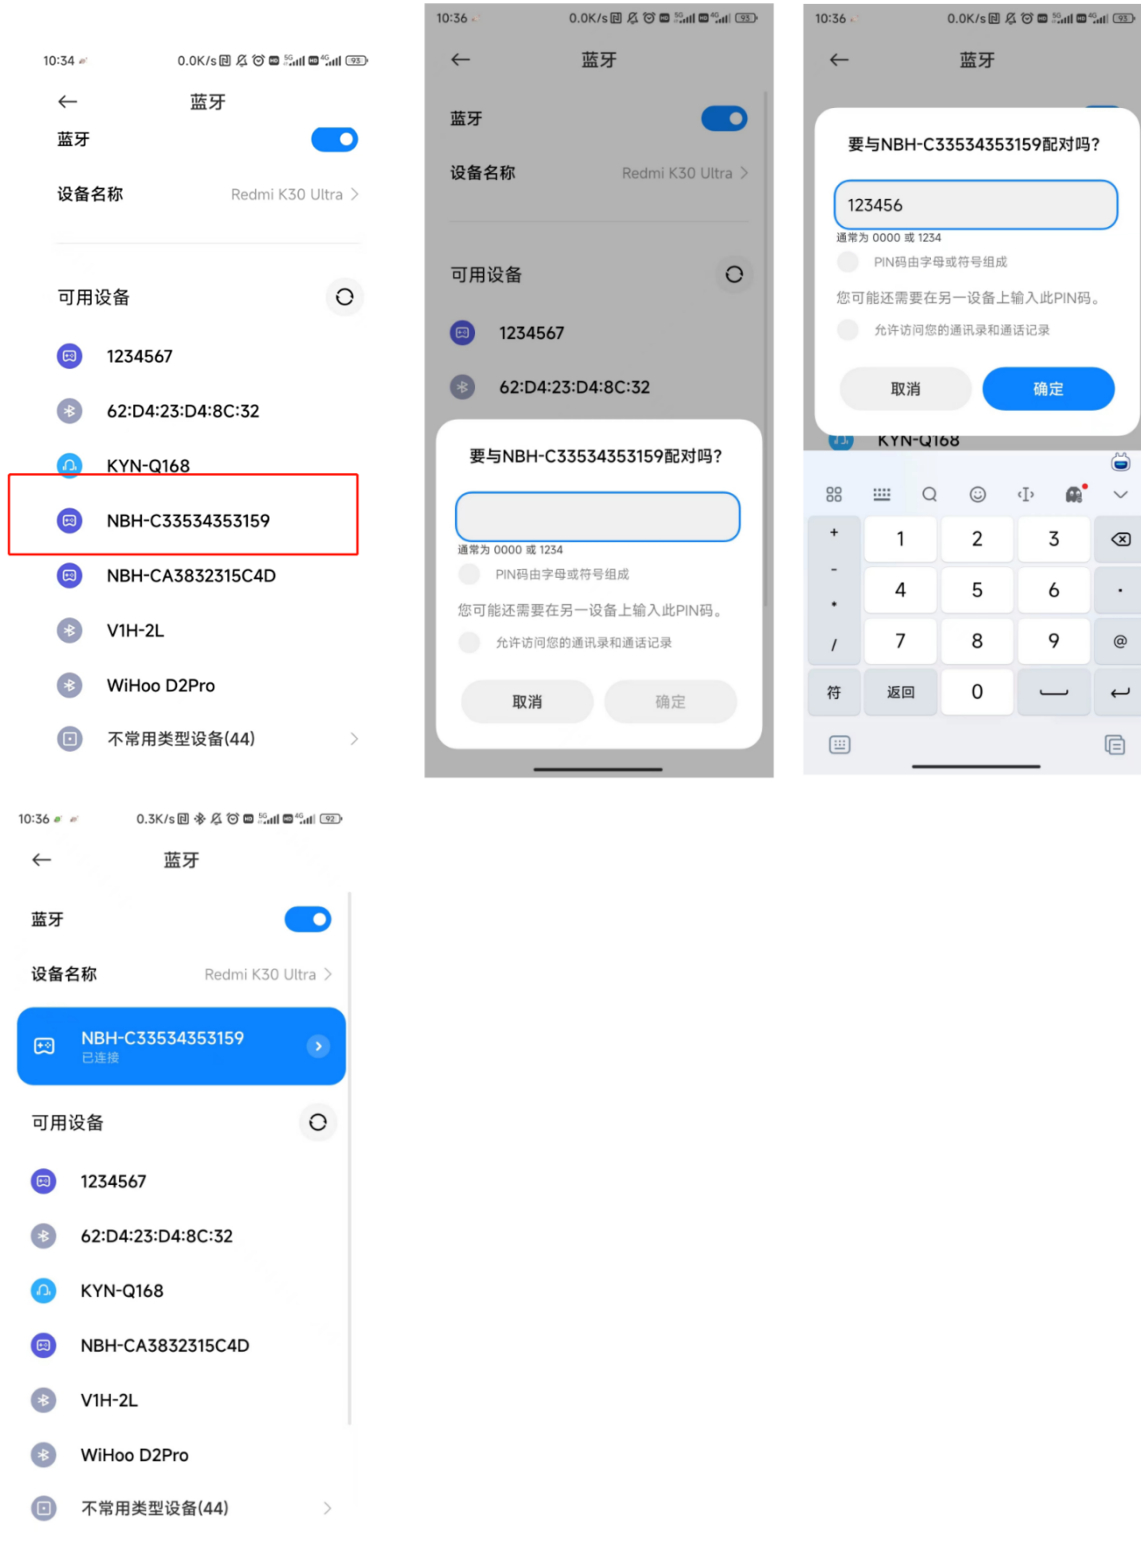 10:34
0.0K/s 5G 4G 93
蓝牙
蓝牙
设备名称 Redmi K30 Ultra
可用设备
1234567
62:D4:23:D4:8C:32
KYN-Q168
NBH-C33534353159
NBH-CA3832315C4D
V1H-2L
WiHoo D2Pro
不常用类型设备(44)
10:36
0.0K/s 5G 4G 93
蓝牙
蓝牙
设备名称 Redmi K30 Ultra
可用设备
1234567
62:D4:23:D4:8C:32
要与NBH-C33534353159配对吗?
通常为 0000 或 1234
PIN码由字母或符号组成
您可能还需要在另一设备上输入此PIN码。
允许访问您的通讯录和通话记录
取消 确定
10:36
0.0K/s 5G 4G 93
蓝牙
要与NBH-C33534353159配对吗?
123456
通常为 0000 或 1234
PIN码由字母或符号组成
您可能还需要在另一设备上输入此PIN码。
允许访问您的通讯录和通话记录
取消 确定
KYN-Q168
+ 1 2 3
- 4 5 6 .
* / 7 8 9 @
符 返回 0
10:36
0.3K/s 5G 4G 92
蓝牙
蓝牙
设备名称 Redmi K30 Ultra
NBH-C33534353159
已连接
可用设备
1234567
62:D4:23:D4:8C:32
KYN-Q168
NBH-CA3832315C4D
V1H-2L
WiHoo D2Pro
不常用类型设备(44)